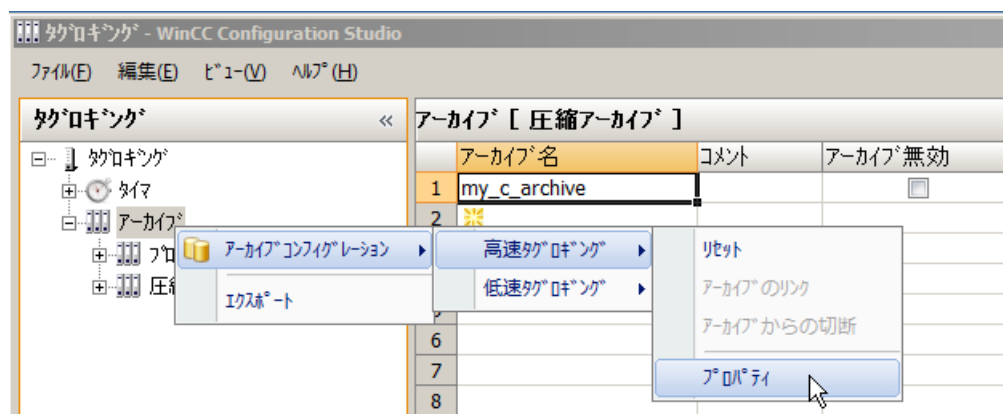 ﾀｸﾞﾛｷﾞﾝｸﾞ - WinCC Configuration Studio
ﾌｧｲﾙ(F) 編集(E) ﾋﾞｭｰ(V) ﾍﾙﾌﾟ(H)
ﾀｸﾞﾛｷﾞﾝｸﾞ «
ｱｰｶｲﾌﾞ [ 圧縮ｱｰｶｲﾌﾞ ]
ﾀｸﾞﾛｷﾞﾝｸﾞ
ﾀｲﾏ
ｱｰｶｲﾌﾞ
ﾌﾟﾛ
圧
ｱｰｶｲﾌﾞ名 ｺﾒﾝﾄ ｱｰｶｲﾌﾞ無効
1 my_c_archive
2
6
7
8
ｱｰｶｲﾌﾞｺﾝﾌｨｸﾞﾚｰｼｮﾝ
ｴｸｽﾎﾟｰﾄ
高速ﾀｸﾞﾛｷﾞﾝｸﾞ
低速ﾀｸﾞﾛｷﾞﾝｸﾞ
ﾘｾｯﾄ
ｱｰｶｲﾌﾞのﾘﾝｸ
ｱｰｶｲﾌﾞからの切断
ﾌﾟﾛﾊﾟﾃｨ